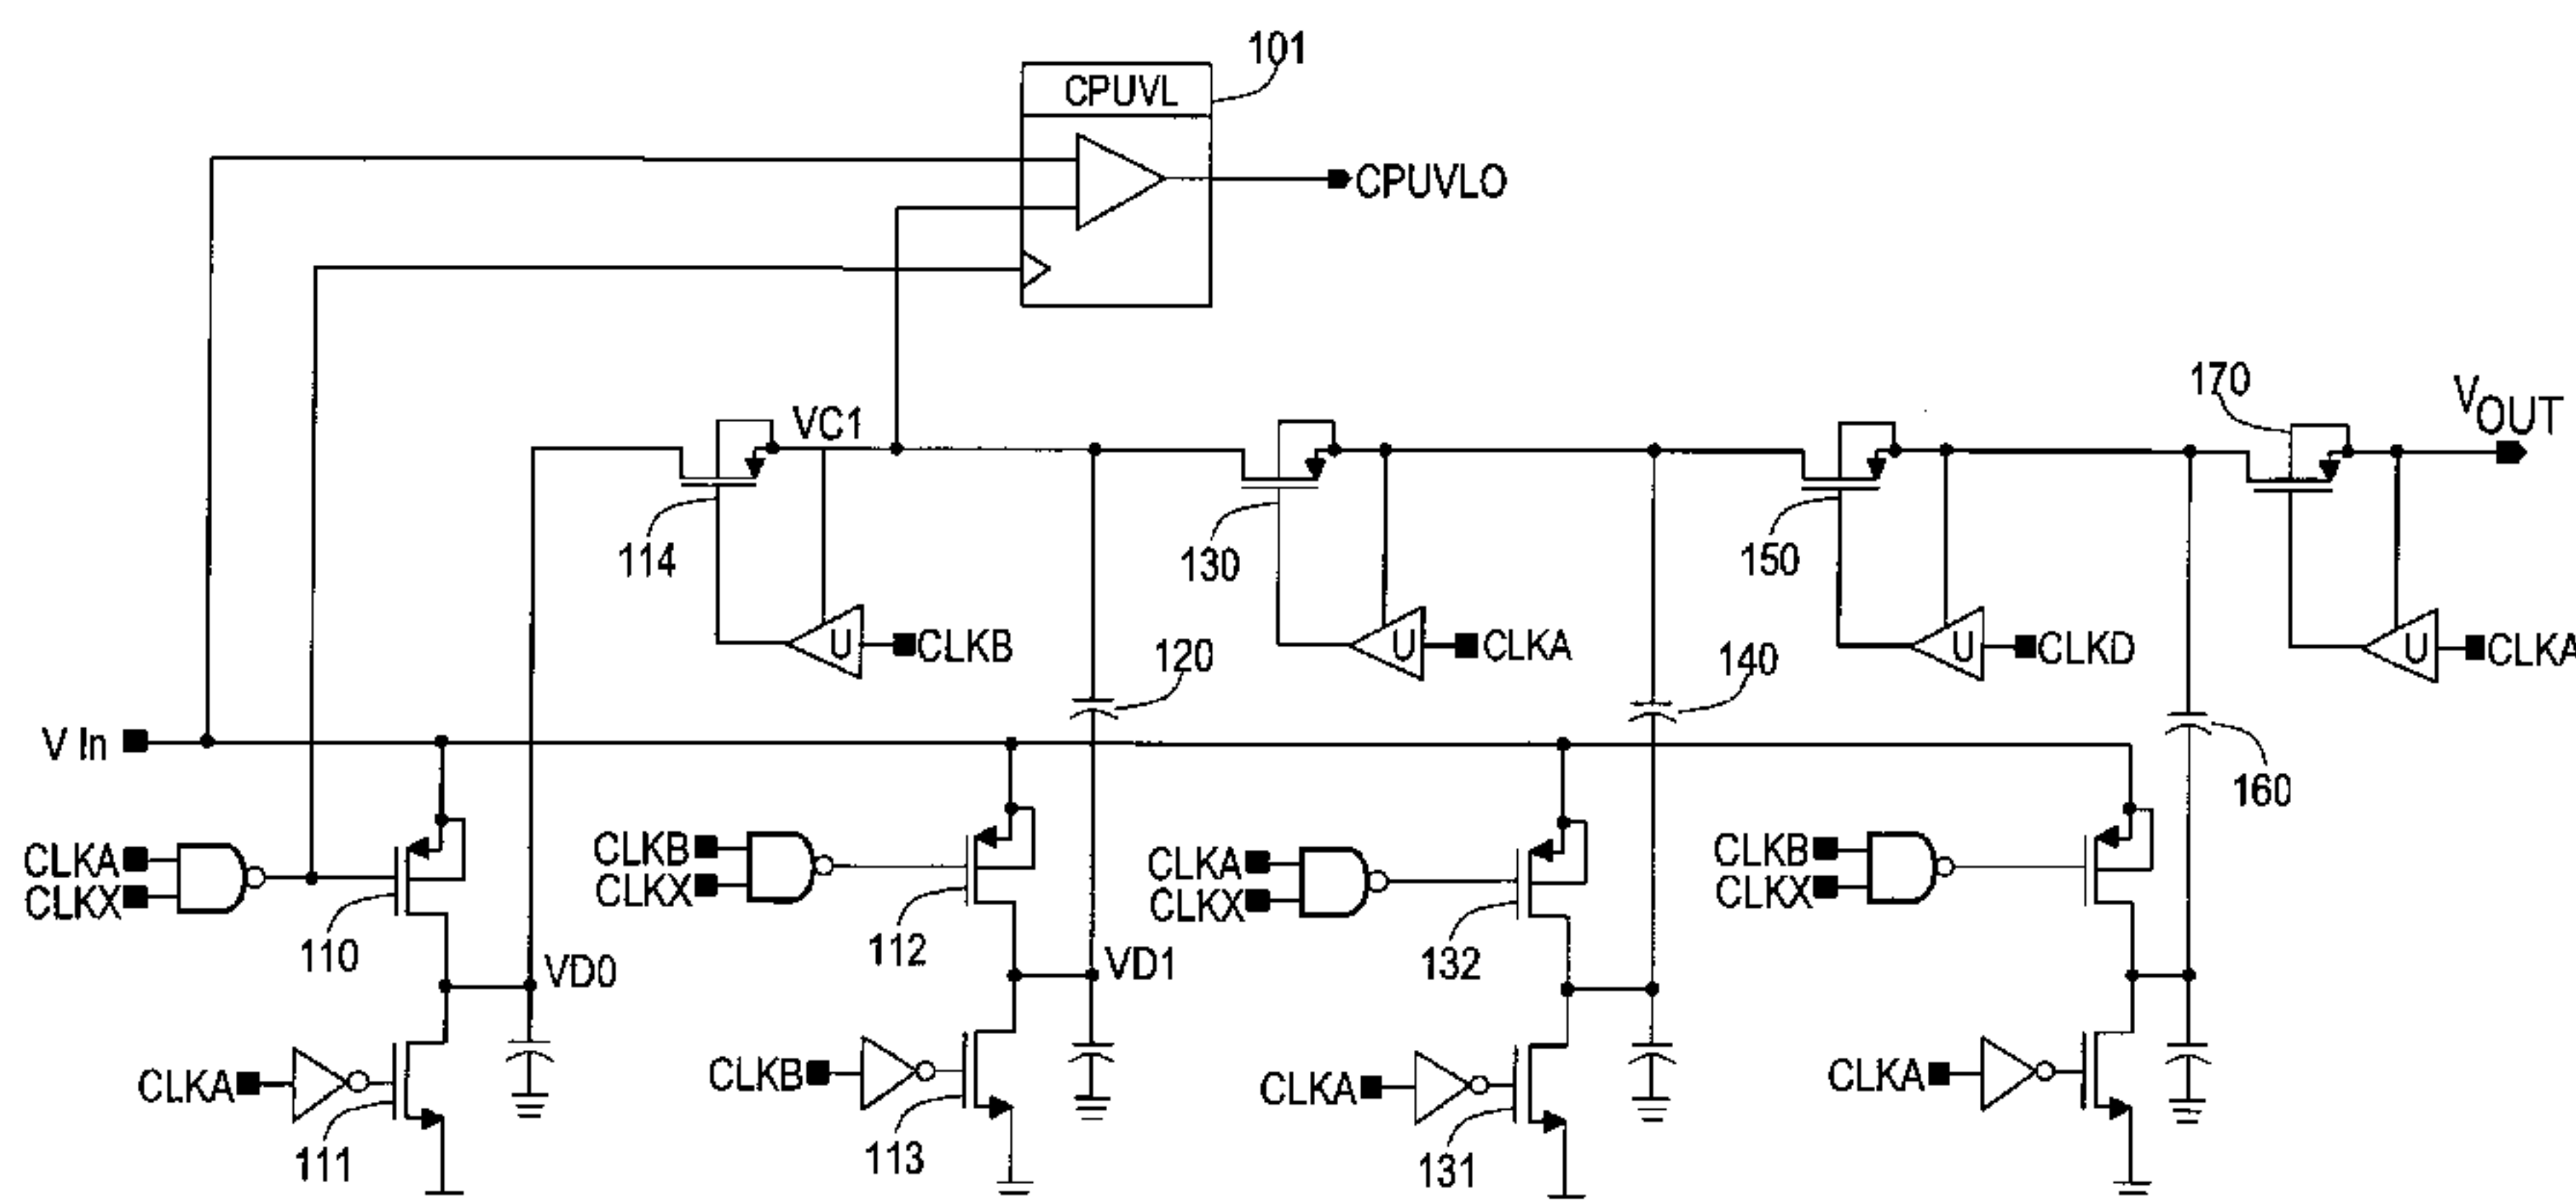 101
CPUVL
CPUVLO
170
VOUT
VC1
114
130
150
U
CLKB
U
CLKA
U
CLKD
U
CLKA
120
140
160
V In
CLKA
CLKX
110
VD0
CLKB
CLKX
112
VD1
CLKA
CLKX
132
CLKB
CLKX
CLKA
111
CLKB
113
CLKA
131
CLKA